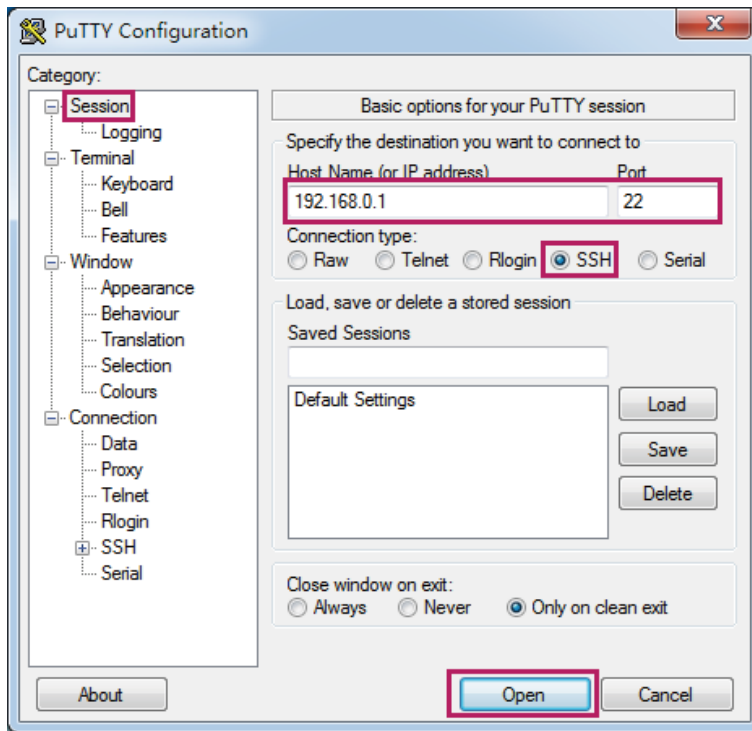 PuTTY Configuration
X
Category:
Session
Logging
Terminal
Keyboard
Bell
Features
Window
Appearance
Behaviour
Translation
Selection
Colours
Connection
Data
Proxy
Telnet
Rlogin
SSH
Serial
Basic options for your PuTTY session
Specify the destination you want to connect to
Host Name (or IP address) Port
192.168.0.1 22
Connection type:
Raw Telnet Rlogin SSH Serial
Load, save or delete a stored session
Saved Sessions
Default Settings
Load
Save
Delete
Close window on exit:
Always Never Only on clean exit
About Open Cancel